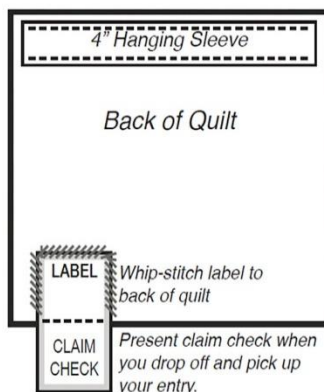 4” Hanging Sleeve
Back of Quilt
LABEL
Whip-stitch label to
back of quilt
CLAIM
CHECK
Present claim check when
you drop off and pick up
your entry.